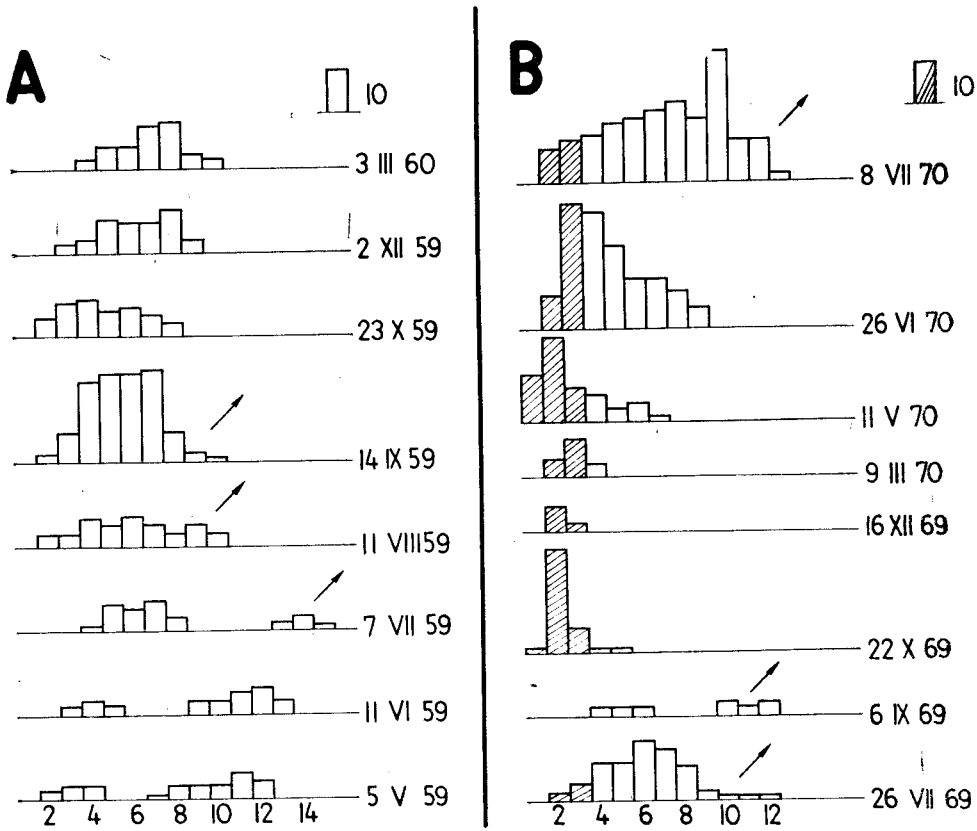 A
10
3 III 60
2 XII 59
23 X 59
14 IX 59
11 VIII 59
7 VII 59
11 VI 59
5 V 59
2 4 6 8 10 12 14
B
10
8 VII 70
26 VI 70
11 V 70
9 III 70
16 XII 69
22 X 69
6 IX 69
26 VII 69
2 4 6 8 10 12